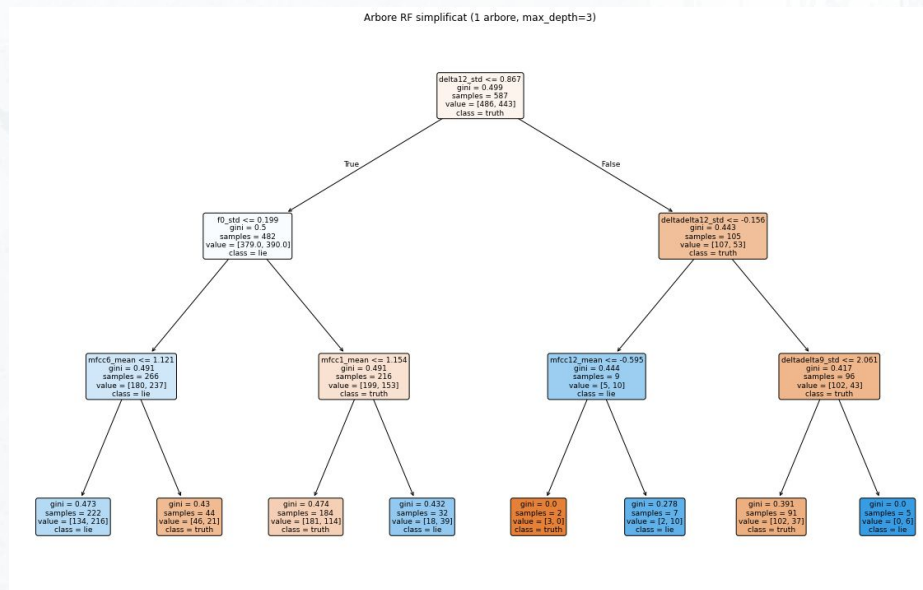 Arbore RF simplificat (1 arbore, max_depth=3)
delta12_std <= 0.867
gini = 0.499
samples = 587
value = [486, 443]
class = truth
True
False
f0_std <= 0.199
gini = 0.5
samples = 482
value = [379.0, 390.0]
class = lie
deltadelta12_std <= -0.156
gini = 0.443
samples = 105
value = [107, 53]
class = truth
mfcc6_mean <= 1.121
gini = 0.491
samples = 266
value = [180, 237]
class = lie
mfcc1_mean <= 1.154
gini = 0.491
samples = 216
value = [199, 153]
class = truth
mfcc12_mean <= -0.595
gini = 0.444
samples = 9
value = [5, 10]
class = lie
deltadelta9_std <= 2.061
gini = 0.417
samples = 96
value = [102, 43]
class = truth
gini = 0.473
samples = 222
value = [134, 216]
class = lie
gini = 0.43
samples = 44
value = [46, 21]
class = truth
gini = 0.474
samples = 184
value = [181, 114]
class = truth
gini = 0.432
samples = 32
value = [18, 39]
class = lie
gini = 0.0
samples = 2
value = [3, 0]
class = truth
gini = 0.278
samples = 7
value = [2, 10]
class = lie
gini = 0.391
samples = 91
value = [102, 37]
class = truth
gini = 0.0
samples = 5
value = [0, 6]
class = lie